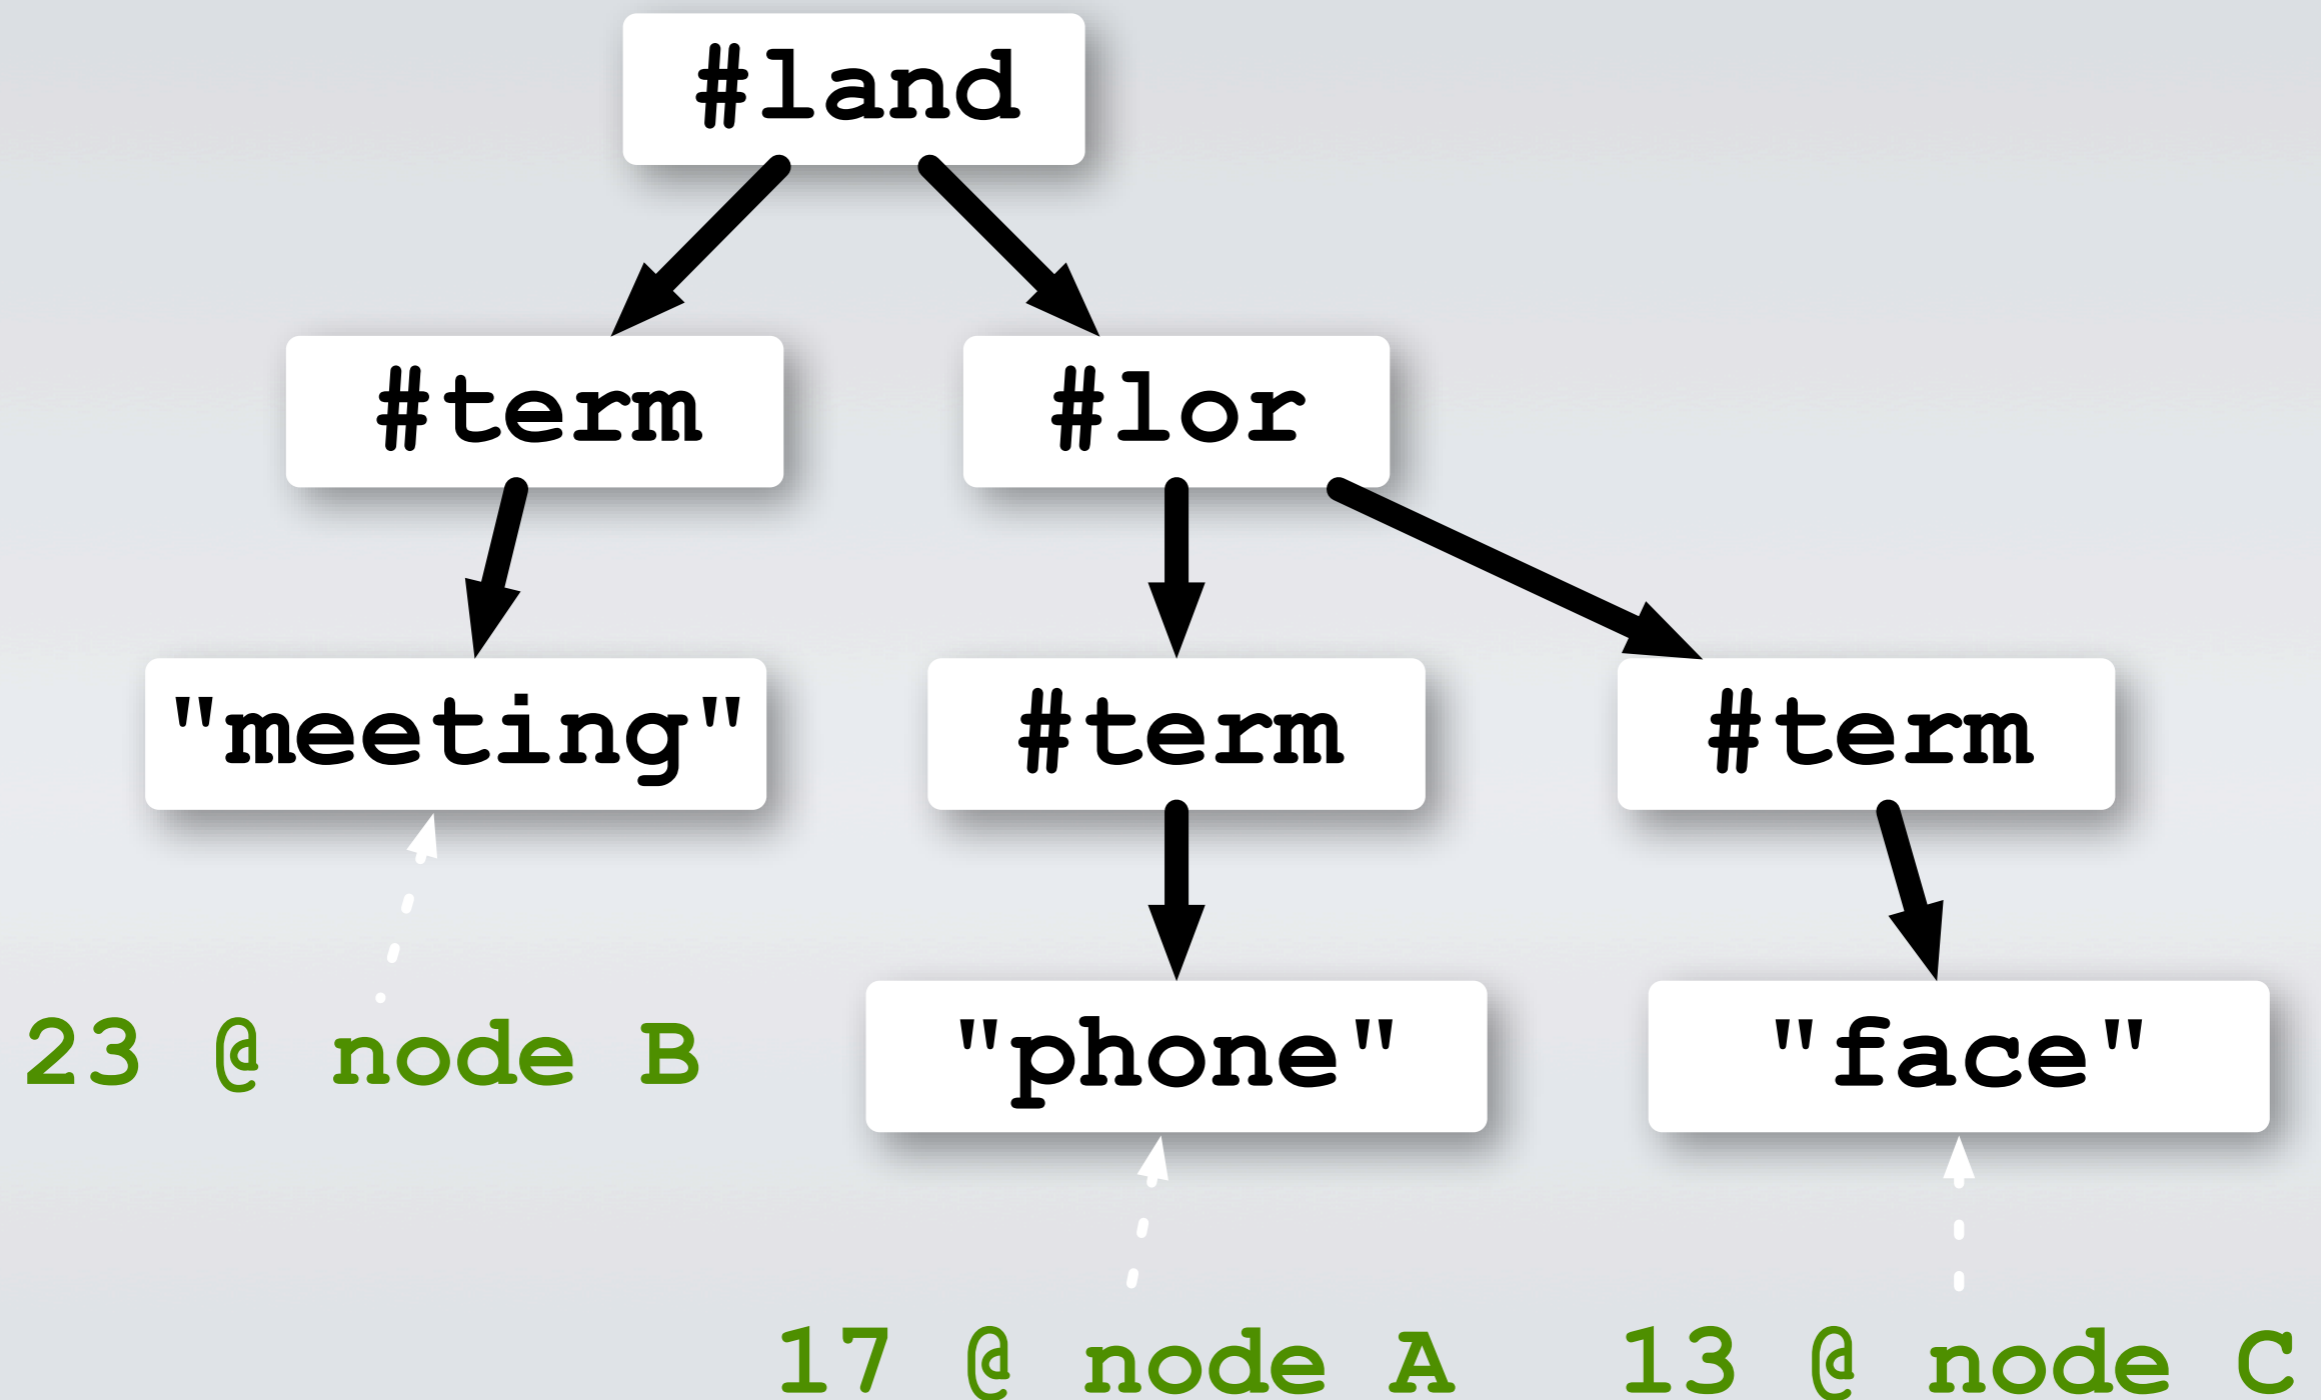 #land
#term
#lor
"meeting"
#term
#term
23 @ node B
"phone"
"face"
17 @ node A
13 @ node C